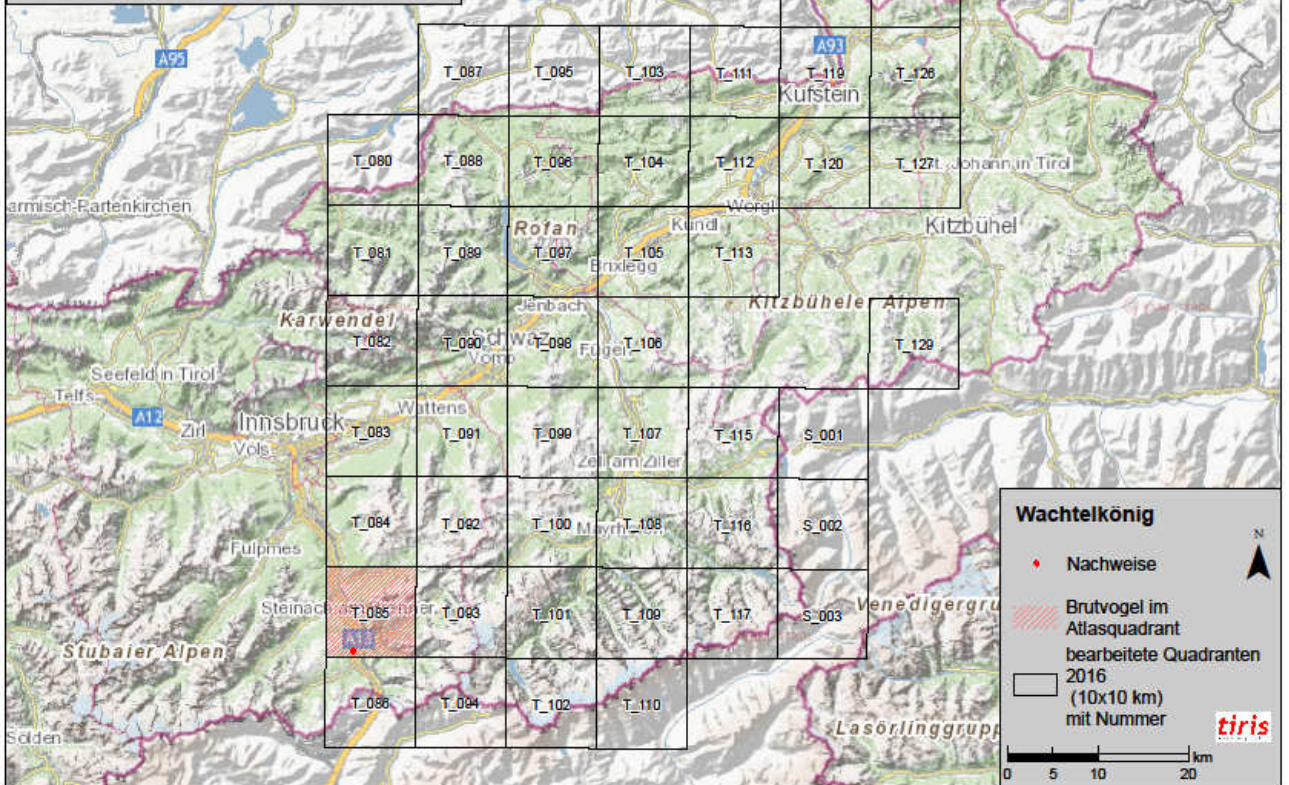 A93
A95
T_087 T_095 T_103 T_111 T_119 T_126
Kufstein
T_080 T_088 T_096 T_104 T_112 T_120 T_127 t. Johann in Tirol
armisch-Partenkirchen
Wörgl
Rofan
Kundl
Kitzbühel
T_081 T_089 T_097 T_105 T_113
Brixlegg
Jenbach
Kitzbüheler Alpen
Karwendel
T_082 T_090 T_098 T_106 T_129
Schwaz
Vomp
Fügen
Seefeld in Tirol
Telfs
A12
Wattens
Innsbruck
Zirl
Völs
T_083 T_091 T_099 T_107 T_115 S_001
Zell am Ziller
T_084 T_092 T_100 T_108 T_116 S_002
Fulpmes
T_085 T_093 T_101 T_109 T_117 S_003
Venedigergru
A13
Stubaier Alpen
T_086 T_094 T_102 T_110
Sölden
Lasörlinggrupp
Wachtelkönig
N
Nachweise
Brutvogel im
Atlasquadrant
bearbeitete Quadranten
2016
(10x10 km)
mit Nummer
tiris
km
0 5 10 20